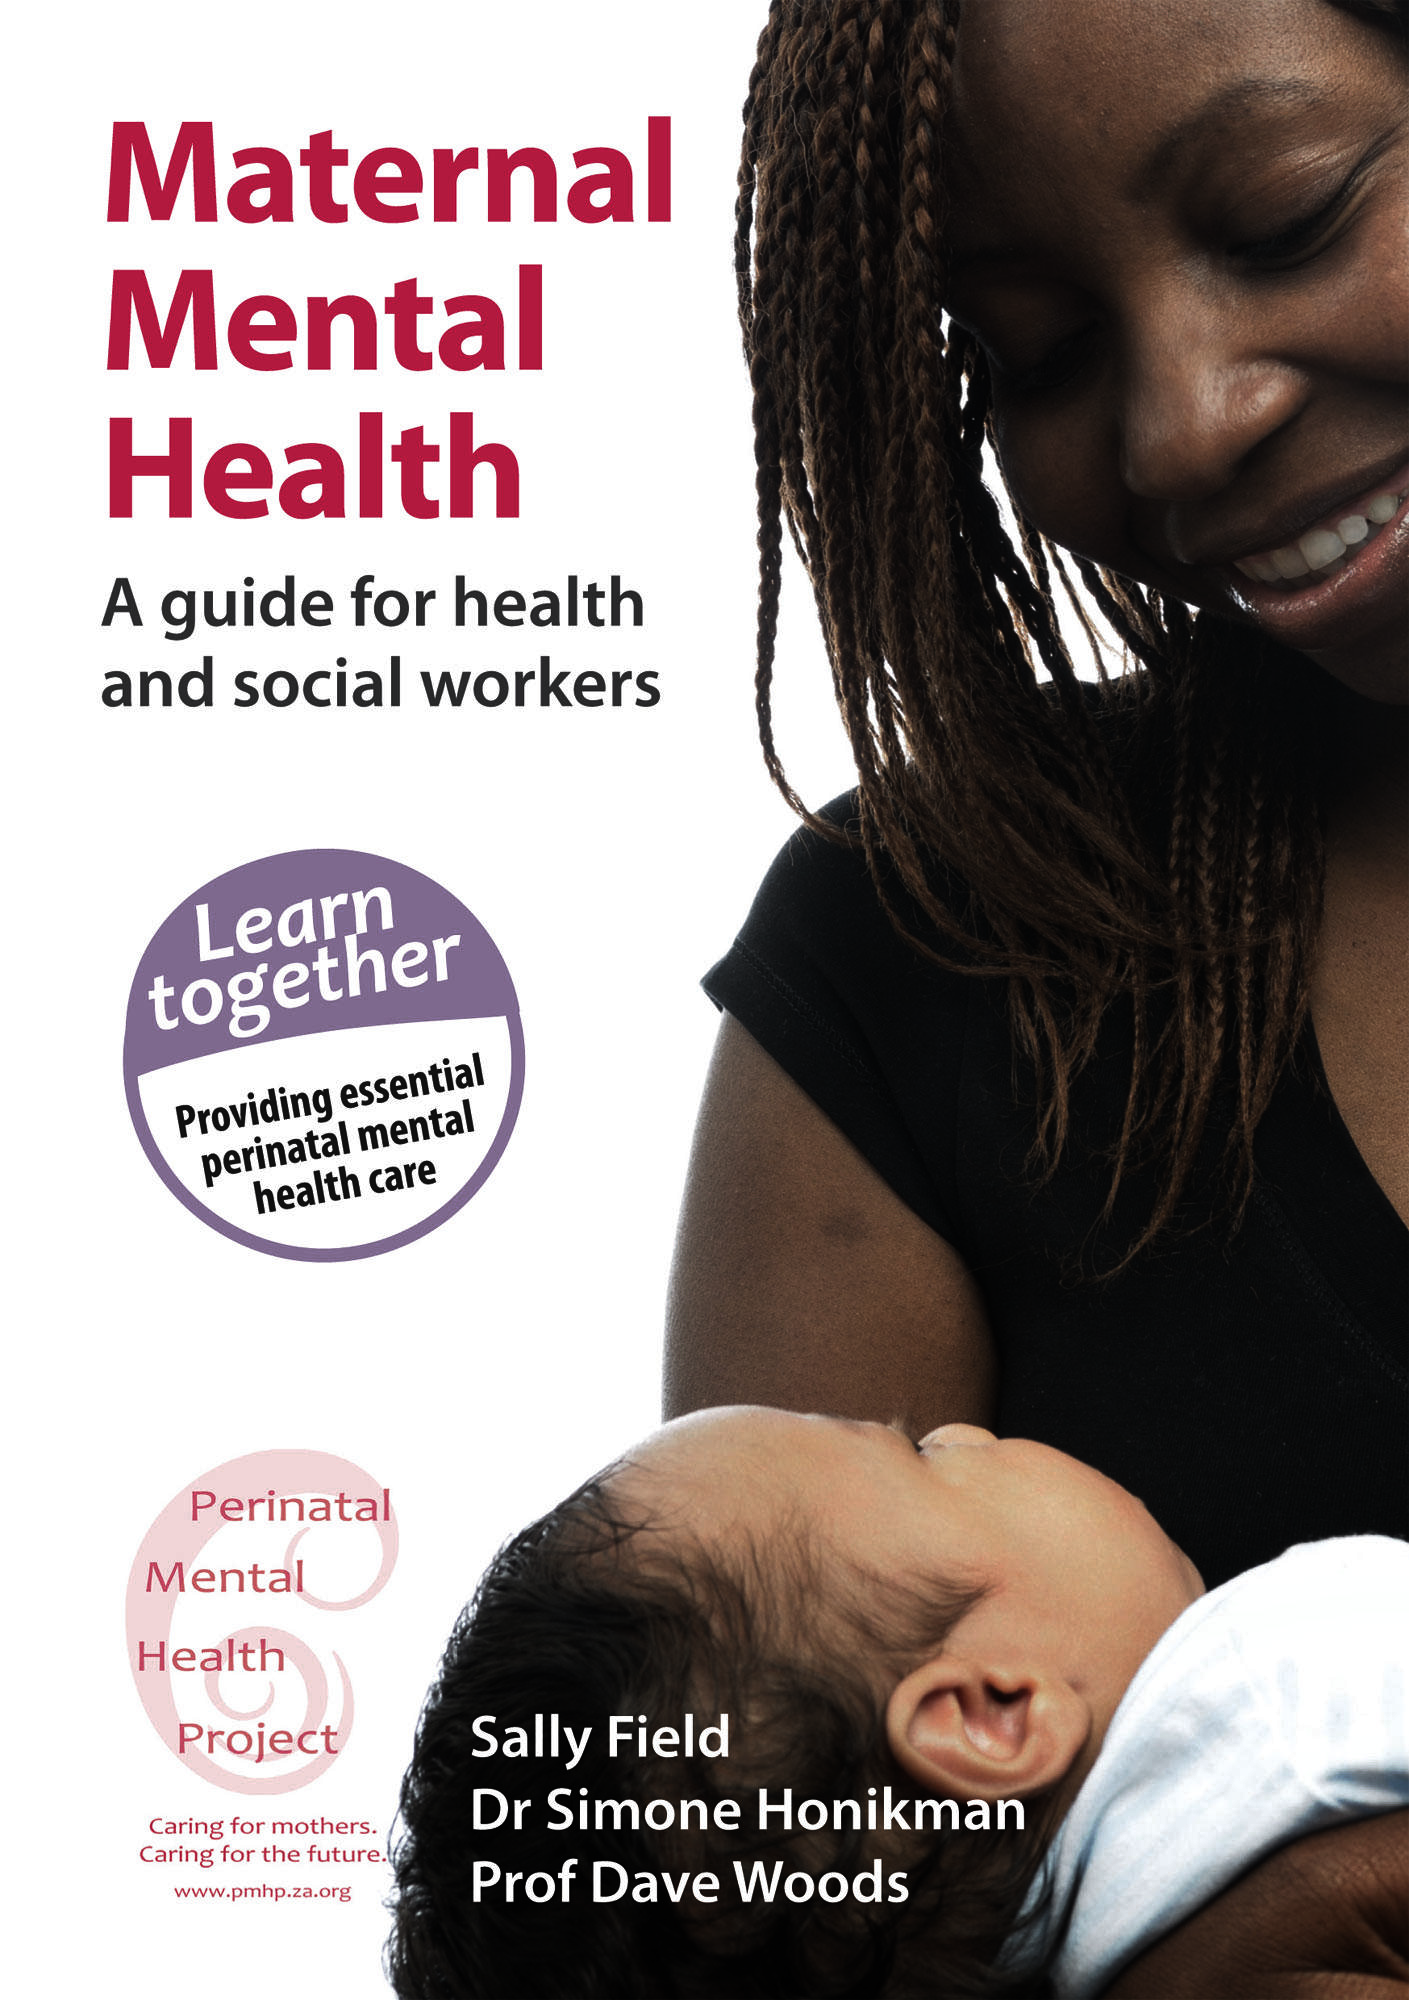 Maternal
Mental
Health
A guide for health
and social workers
Learn
together
Providing essential
perinatal mental
health care
Perinatal
Mental
Health
Project
Caring for mothers.
Caring for the future.
www.pmhp.za.org
Sally Field
Dr Simone Honikman
Prof Dave Woods